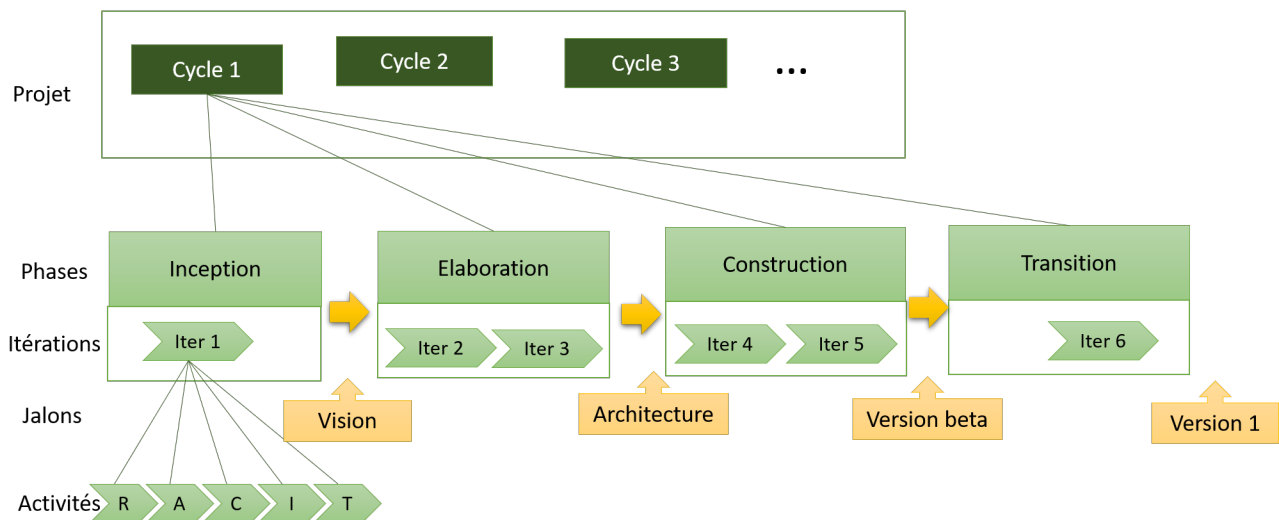 Projet
Cycle 1
Cycle 2
Cycle 3
...
Phases
Inception
Elaboration
Construction
Transition
Itérations
Iter 1
Iter 2
Iter 3
Iter 4
Iter 5
Iter 6
Jalons
Vision
Architecture
Version beta
Version 1
Activités
R
A
C
I
T